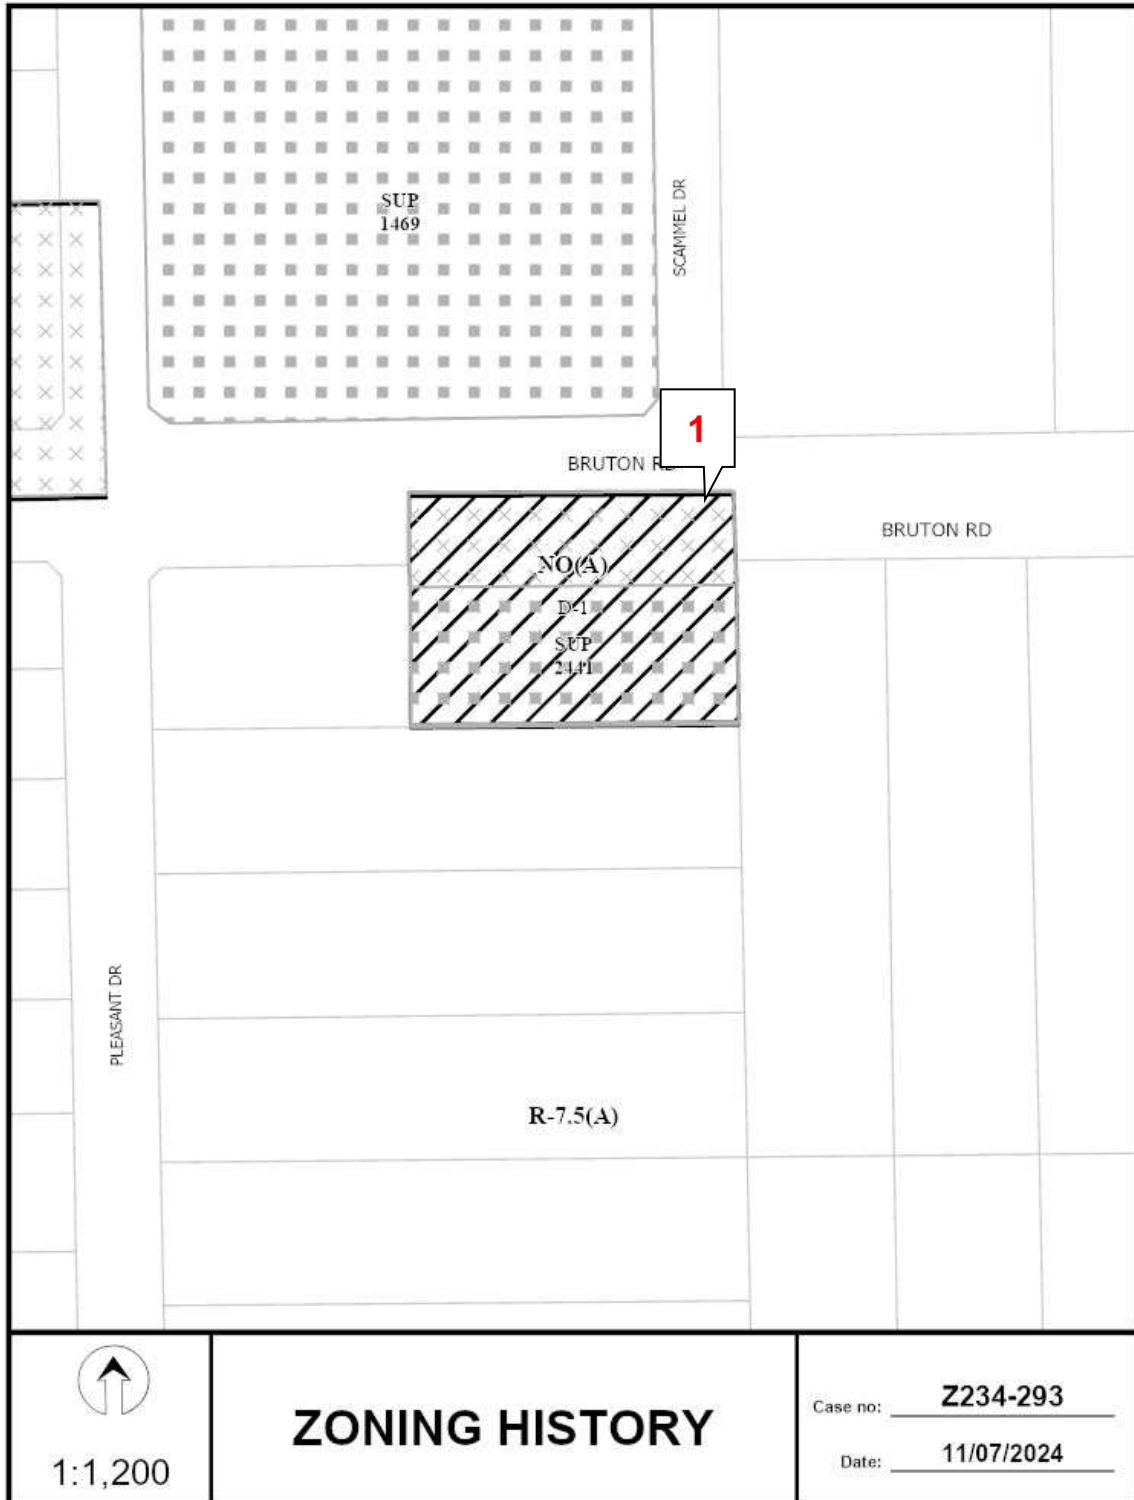 SUP
1469
SCAMMEL DR
1
BRUTON RD
BRUTON RD
NO(A)
D-1
SUP
2441
PLEASANT DR
R-7.5(A)
1:1,200
ZONING HISTORY
Case no: Z234-293
Date: 11/07/2024